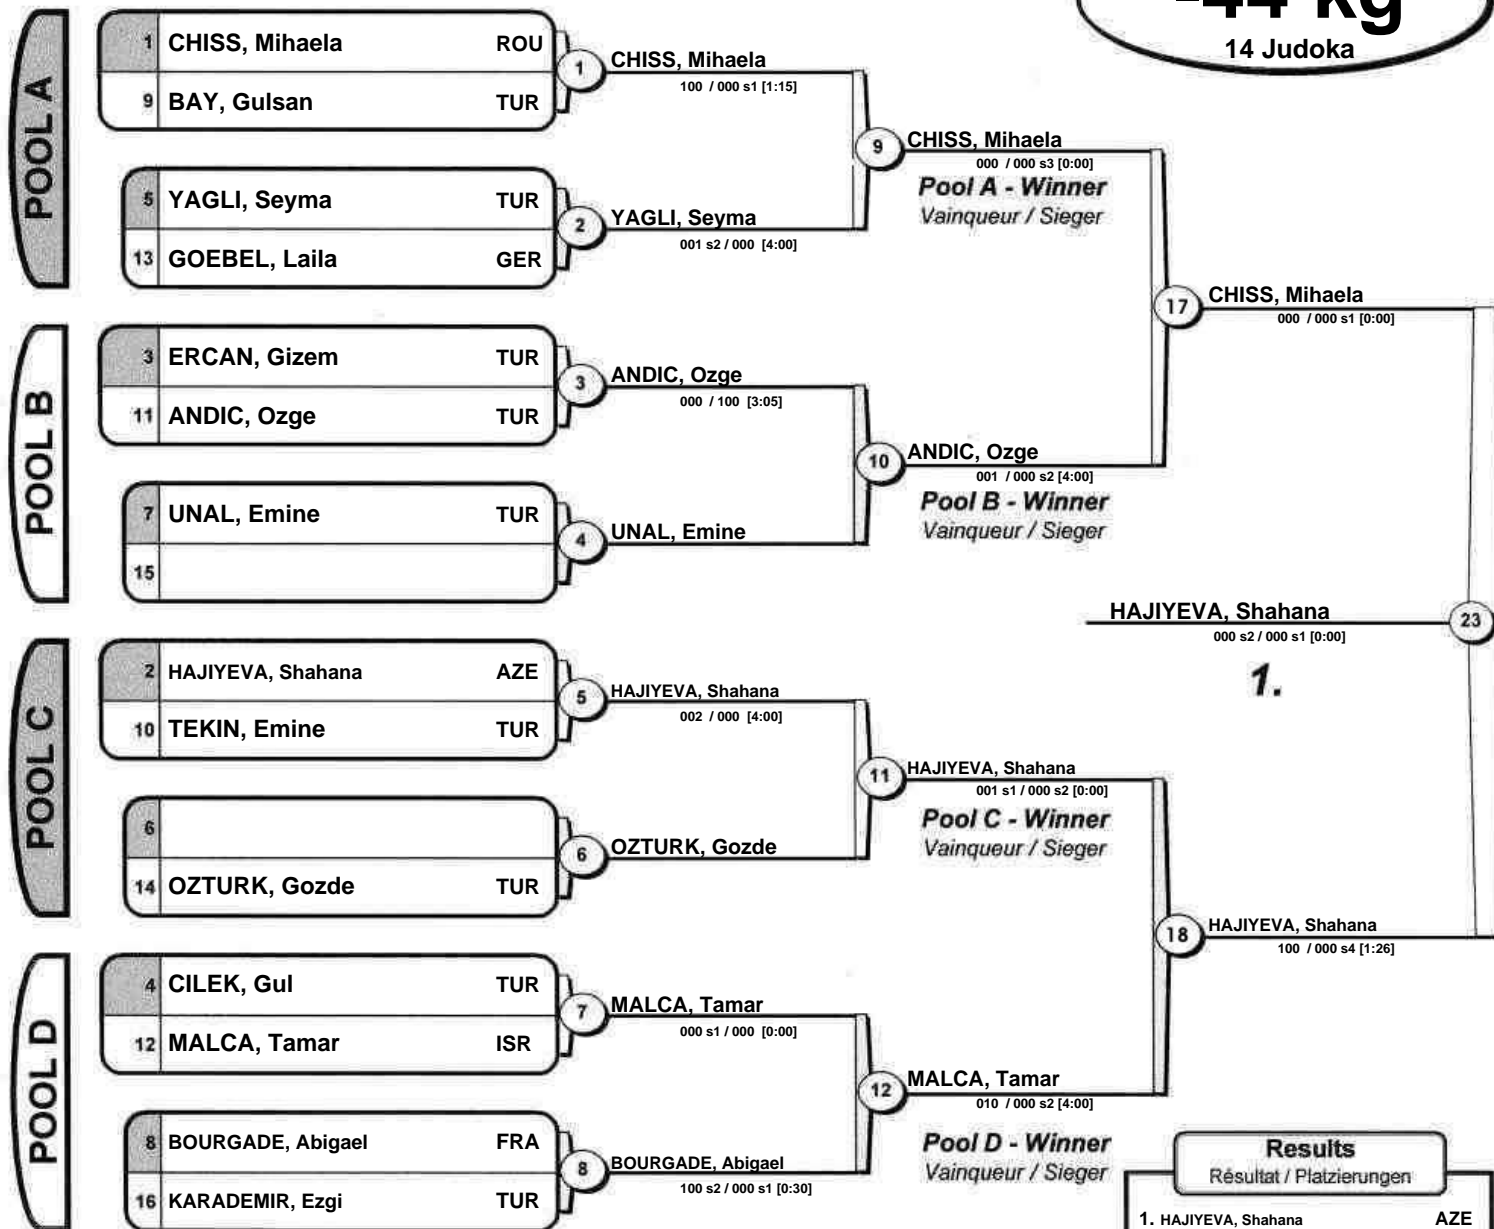 -44 kg
14 Judoka
POOL A
1 CHISS, Mihaela ROU
9 BAY, Gulsan TUR
5 YAGLI, Seyma TUR
13 GOEBEL, Laila GER
1 CHISS, Mihaela
100 / 000 s1 [1:15]
2 YAGLI, Seyma
001 s2 / 000 [4:00]
9 CHISS, Mihaela
000 / 000 s3 [0:00]
Pool A - Winner
Vainqueur / Sieger
POOL B
3 ERCAN, Gizem TUR
11 ANDIC, Ozge TUR
7 UNAL, Emine TUR
15
3 ANDIC, Ozge
000 / 100 [3:05]
4 UNAL, Emine
10 ANDIC, Ozge
001 / 000 s2 [4:00]
Pool B - Winner
Vainqueur / Sieger
17 CHISS, Mihaela
000 / 000 s1 [0:00]
HAJIYEVA, Shahana 23
000 s2 / 000 s1 [0:00]
1.
POOL C
2 HAJIYEVA, Shahana AZE
10 TEKIN, Emine TUR
6
14 OZTURK, Gozde TUR
5 HAJIYEVA, Shahana
002 / 000 [4:00]
6 OZTURK, Gozde
11 HAJIYEVA, Shahana
001 s1 / 000 s2 [0:00]
Pool C - Winner
Vainqueur / Sieger
18 HAJIYEVA, Shahana
100 / 000 s4 [1:26]
POOL D
4 CILEK, Gul TUR
12 MALCA, Tamar ISR
8 BOURGADE, Abigael FRA
16 KARADEMIR, Ezgi TUR
7 MALCA, Tamar
000 s1 / 000 [0:00]
8 BOURGADE, Abigael
100 s2 / 000 s1 [0:30]
12 MALCA, Tamar
010 / 000 s2 [4:00]
Pool D - Winner
Vainqueur / Sieger
Results
Résultat / Platzierungen
1. HAJIYEVA, Shahana AZE